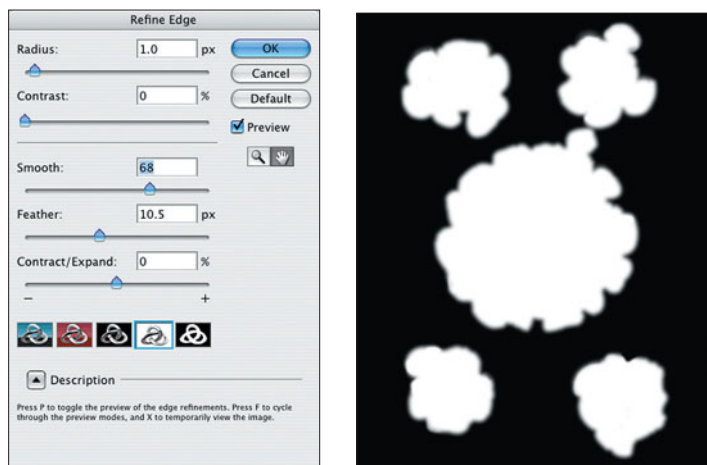 Refine Edge
Radius: 1.0 px
OK
Cancel
Contrast: 0 %
Default
Preview
Smooth: 68
Feather: 10.5 px
Contract/Expand: 0 %
− +
Description
Press P to toggle the preview of the edge refinements. Press F to cycle
through the preview modes, and X to temporarily view the image.